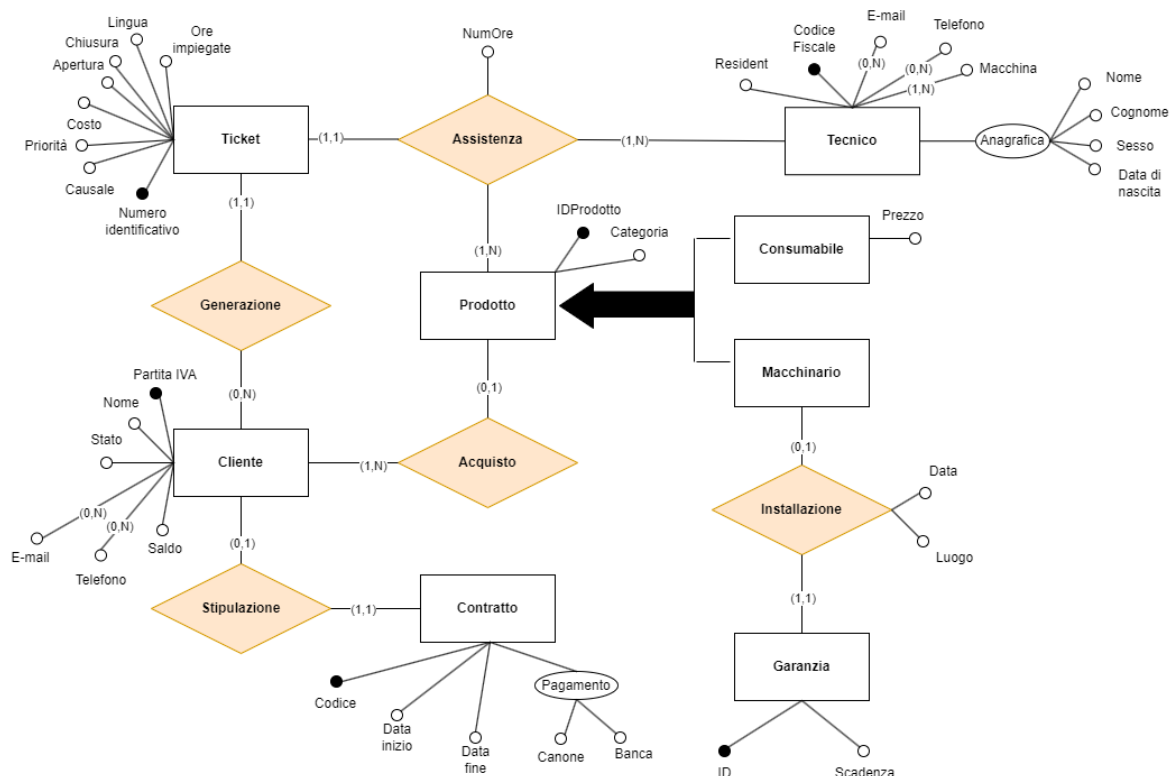 Lingua
Ore
impiegate
Chiusura
Apertura
Costo
Priorità
Causale
Numero
identificativo
Ticket
(1,1)
NumOre
Assistenza
(1,N)
Resident
Codice
Fiscale
E-mail
(0,N)
Telefono
(0,N)
Macchina
(1,N)
Tecnico
Anagrafica
Nome
Cognome
Sesso
Data di
nascita
(1,1)
Generazione
(0,N)
(1,N)
IDProdotto
Categoria
Prodotto
Consumabile
Prezzo
Macchinario
(0,1)
Acquisto
(1,N)
Partita IVA
Nome
Stato
Cliente
(0,N)
E-mail
(0,N)
Telefono
Saldo
(0,1)
Installazione
Data
Luogo
(1,1)
Garanzia
ID
Scadenza
(0,1)
Stipulazione
(1,1)
Contratto
Codice
Data
inizio
Data
fine
Pagamento
Canone
Banca